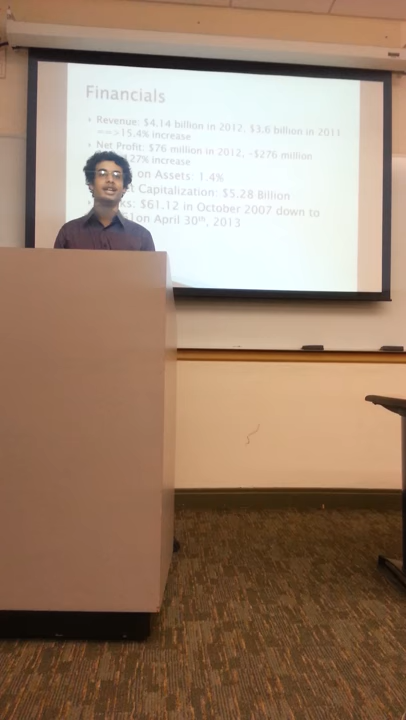 Financials
Revenue: $4.14 billion in 2012, $3.6 billion in 2011
==>15.4% increase
Net Profit: $76 million in 2012, -$276 million
127% increase
on Assets: 1.4%
t Capitalization: $5.28 Billion
ks: $61.12 in October 2007 down to
51on April 30th, 2013